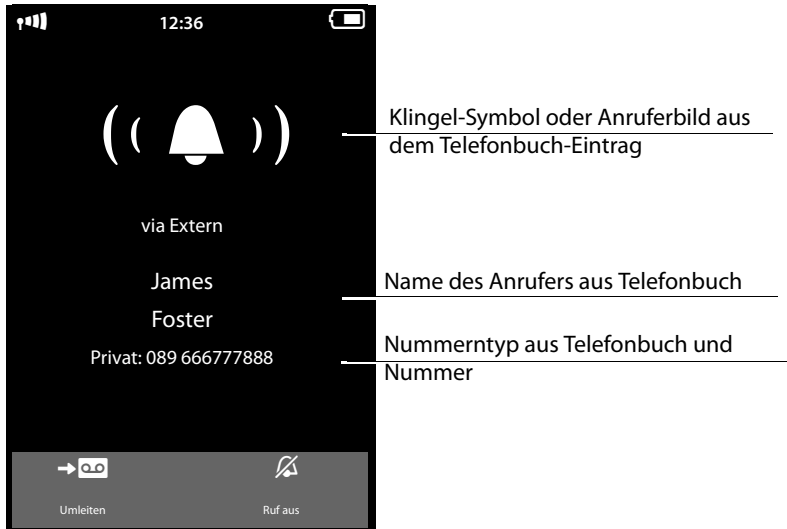 12:36
Klingel-Symbol oder Anruferbild aus
dem Telefonbuch-Eintrag
via Extern
James
Foster
Name des Anrufers aus Telefonbuch
Privat: 089 666777888
Nummerntyp aus Telefonbuch und
Nummer
Umleiten
Ruf aus